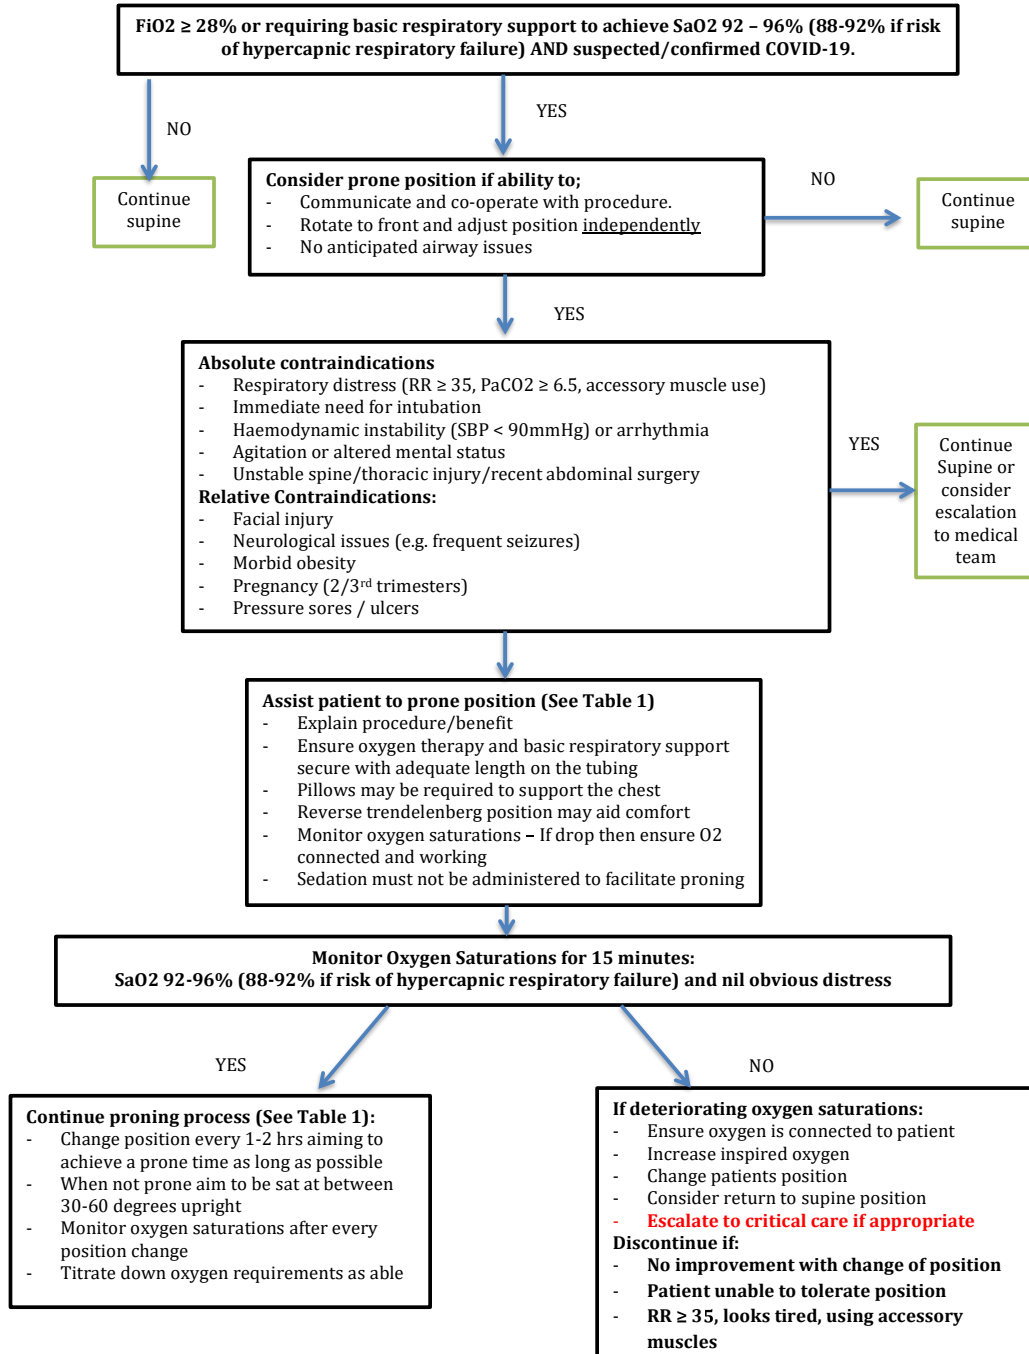 FiO2 ≥ 28% or requiring basic respiratory support to achieve SaO2 92 – 96% (88-92% if risk
of hypercapnic respiratory failure) AND suspected/confirmed COVID-19.
NO
YES
Continue
supine
Consider prone position if ability to;
- Communicate and co-operate with procedure.
- Rotate to front and adjust position independently
- No anticipated airway issues
NO
Continue
supine
YES
Absolute contraindications
- Respiratory distress (RR ≥ 35, PaCO2 ≥ 6.5, accessory muscle use)
- Immediate need for intubation
- Haemodynamic instability (SBP < 90mmHg) or arrhythmia
- Agitation or altered mental status
- Unstable spine/thoracic injury/recent abdominal surgery
Relative Contraindications:
- Facial injury
- Neurological issues (e.g. frequent seizures)
- Morbid obesity
- Pregnancy (2/3rd trimesters)
- Pressure sores / ulcers
YES
Continue
Supine or
consider
escalation
to medical
team
Assist patient to prone position (See Table 1)
- Explain procedure/benefit
- Ensure oxygen therapy and basic respiratory support
secure with adequate length on the tubing
- Pillows may be required to support the chest
- Reverse trendelenberg position may aid comfort
- Monitor oxygen saturations – If drop then ensure O2
connected and working
- Sedation must not be administered to facilitate proning
Monitor Oxygen Saturations for 15 minutes:
SaO2 92-96% (88-92% if risk of hypercapnic respiratory failure) and nil obvious distress
YES
NO
Continue proning process (See Table 1):
- Change position every 1-2 hrs aiming to
achieve a prone time as long as possible
- When not prone aim to be sat at between
30-60 degrees upright
- Monitor oxygen saturations after every
position change
- Titrate down oxygen requirements as able
If deteriorating oxygen saturations:
- Ensure oxygen is connected to patient
- Increase inspired oxygen
- Change patients position
- Consider return to supine position
- Escalate to critical care if appropriate
Discontinue if:
- No improvement with change of position
- Patient unable to tolerate position
- RR ≥ 35, looks tired, using accessory
muscles